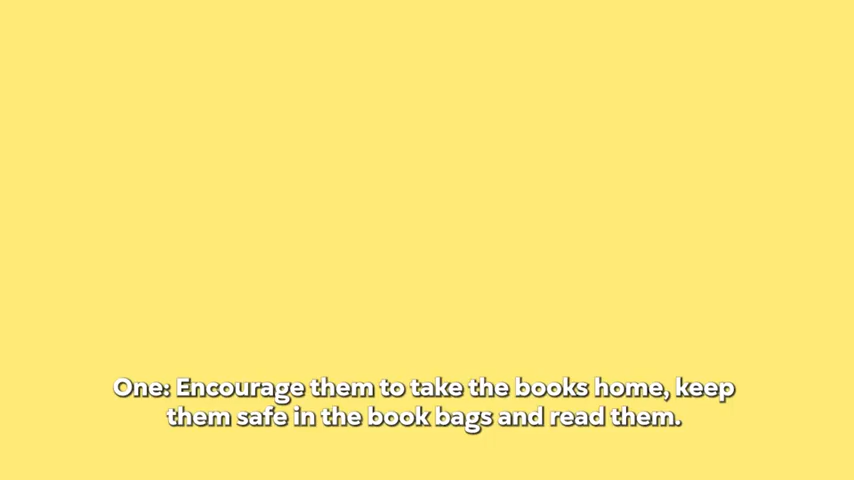 One: Encourage them to take the books home, keep
them safe in the book bags and read them.